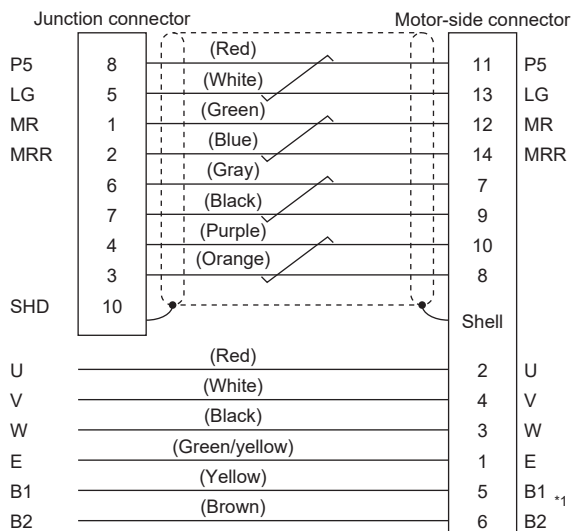 Junction connector Motor-side connector
(Red)
P5 8 11 P5
(White)
LG 5 13 LG
(Green)
MR 1 12 MR
(Blue)
MRR 2 14 MRR
(Gray)
6 7
(Black)
7 9
(Purple)
4 10
(Orange)
3 8
SHD 10
Shell
(Red)
U 2 U
(White)
V 4 V
(Black)
W 3 W
(Green/yellow)
E 1 E
(Yellow)
B1 5 B1 *1
(Brown)
B2 6 B2